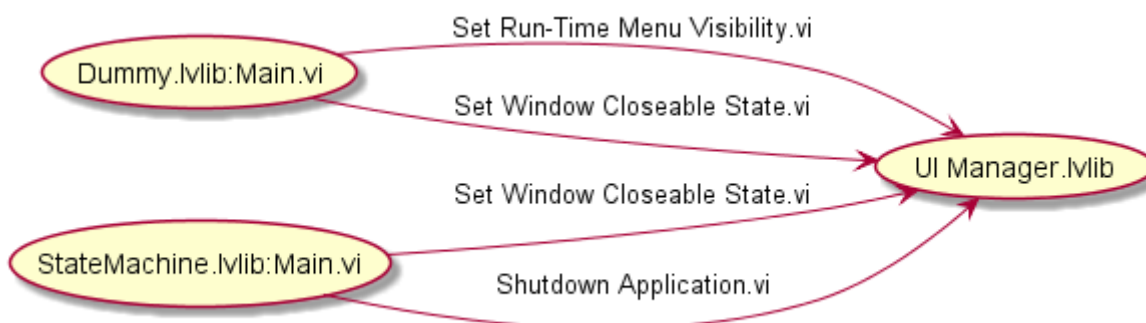 Set Run-Time Menu Visibility.vi
Dummy.lvlib:Main.vi
Set Window Closeable State.vi
UI Manager.lvlib
Set Window Closeable State.vi
StateMachine.lvlib:Main.vi
Shutdown Application.vi